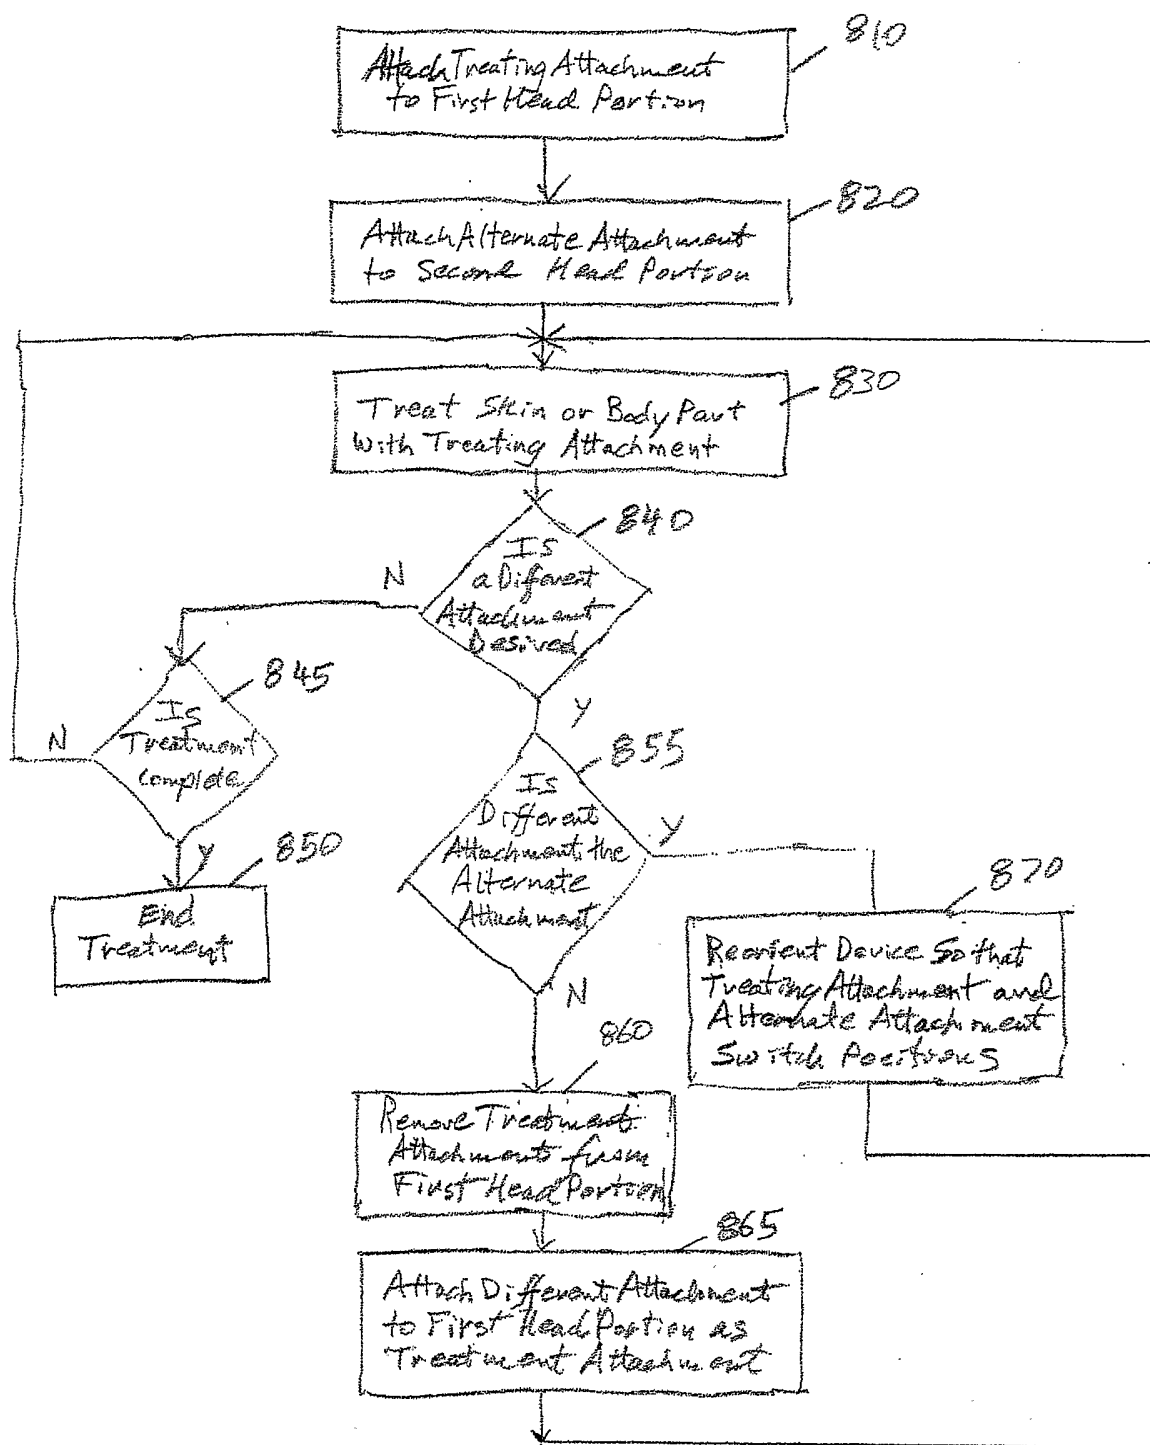 810
Attach Treating Attachment
to First Head Portion
820
Attach Alternate Attachment
to Second Head Portion
830
Treat Skin or Body Part
With Treating Attachment
840
Is
a Different
Attachment
Desired
N
Y
845
Is
Treatment
Complete
N
Y
850
End
Treatment
855
Is
Different
Attachment the
Alternate
Attachment
Y
N
870
Reorient Device So that
Treating Attachment and
Alternate Attachment
Switch Positions
860
Remove Treatment
Attachment from
First Head Portion
865
Attach Different Attachment
to First Head Portion as
Treatment Attachment